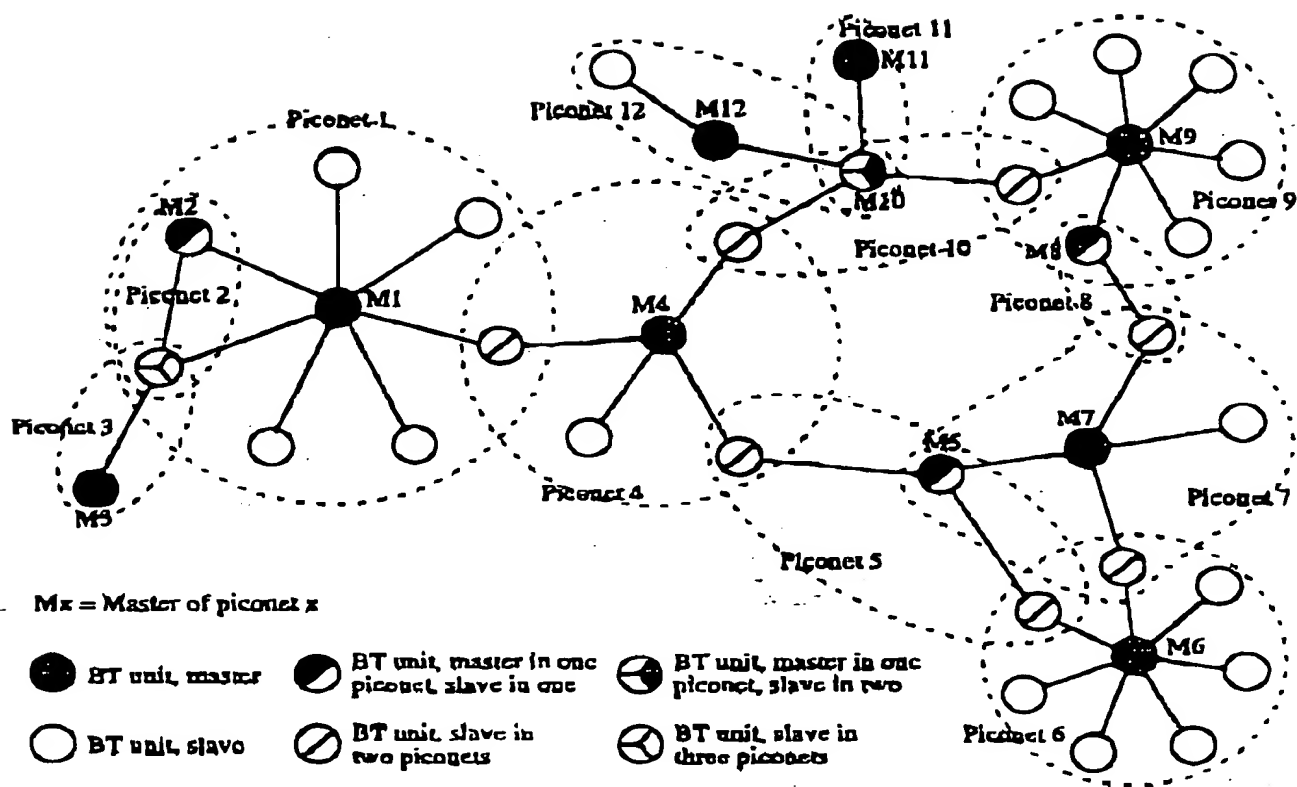 Piconet 11
M11
Piconet 12
M12
Piconet 1
M9
M2
M10
Piconet 9
Piconet 10
M8
Piconet 2
M1
M4
Piconet 8
Piconet 3
M7
M5
M3
Piconet 4
Piconet 7
Piconet 5
Mx = Master of piconet x
M6
BT unit, master
BT unit, master in one
piconet, slave in one
BT unit, master in one
piconet, slave in two
Piconet 6
BT unit, slave
BT unit, slave in
two piconets
BT unit, slave in
three piconets